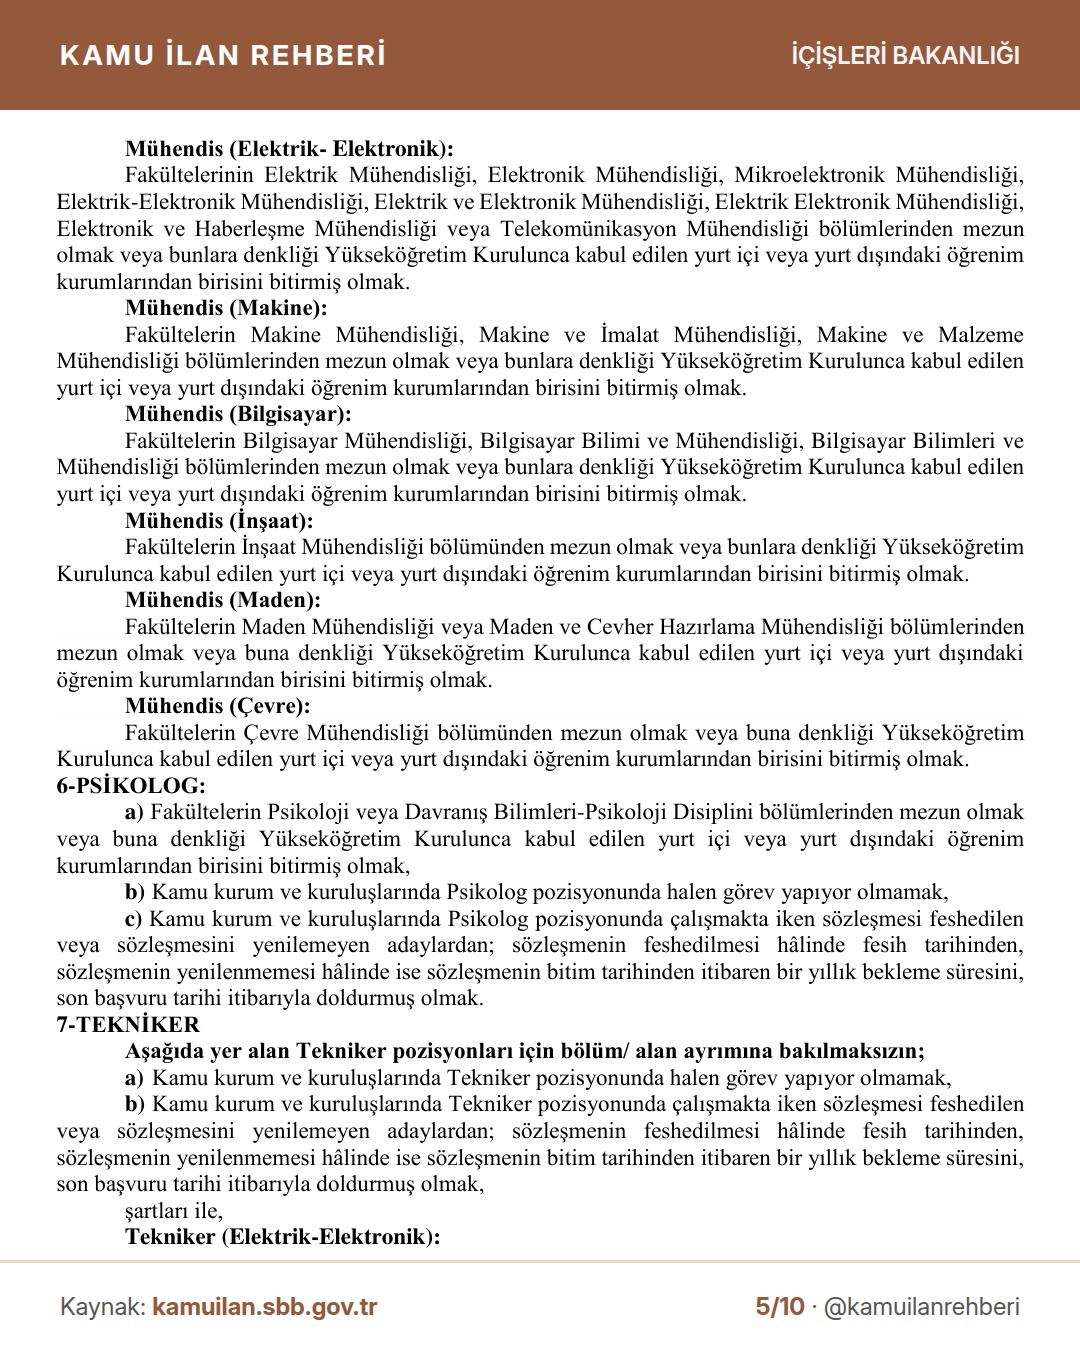 KAMU İLAN REHBERİ
İÇİŞLERİ BAKANLIĞI
Mühendis (Elektrik- Elektronik):
Fakültelerinin Elektrik Mühendisliği, Elektronik Mühendisliği, Mikroelektronik Mühendisliği,
Elektrik-Elektronik Mühendisliği, Elektrik ve Elektronik Mühendisliği, Elektrik Elektronik Mühendisliği,
Elektronik ve Haberleşme Mühendisliği veya Telekomünikasyon Mühendisliği bölümlerinden mezun
olmak veya bunlara denkliği Yükseköğretim Kurulunca kabul edilen yurt içi veya yurt dışındaki öğrenim
kurumlarından birisini bitirmiş olmak.
Mühendis (Makine):
Fakültelerin Makine Mühendisliği, Makine ve İmalat Mühendisliği, Makine ve Malzeme
Mühendisliği bölümlerinden mezun olmak veya bunlara denkliği Yükseköğretim Kurulunca kabul edilen
yurt içi veya yurt dışındaki öğrenim kurumlarından birisini bitirmiş olmak.
Mühendis (Bilgisayar):
Fakültelerin Bilgisayar Mühendisliği, Bilgisayar Bilimi ve Mühendisliği, Bilgisayar Bilimleri ve
Mühendisliği bölümlerinden mezun olmak veya bunlara denkliği Yükseköğretim Kurulunca kabul edilen
yurt içi veya yurt dışındaki öğrenim kurumlarından birisini bitirmiş olmak.
Mühendis (İnşaat):
Fakültelerin İnşaat Mühendisliği bölümünden mezun olmak veya bunlara denkliği Yükseköğretim
Kurulunca kabul edilen yurt içi veya yurt dışındaki öğrenim kurumlarından birisini bitirmiş olmak.
Mühendis (Maden):
Fakültelerin Maden Mühendisliği veya Maden ve Cevher Hazırlama Mühendisliği bölümlerinden
mezun olmak veya buna denkliği Yükseköğretim Kurulunca kabul edilen yurt içi veya yurt dışındaki
öğrenim kurumlarından birisini bitirmiş olmak.
Mühendis (Çevre):
Fakültelerin Çevre Mühendisliği bölümünden mezun olmak veya buna denkliği Yükseköğretim
Kurulunca kabul edilen yurt içi veya yurt dışındaki öğrenim kurumlarından birisini bitirmiş olmak.
6-PSİKOLOG:
a) Fakültelerin Psikoloji veya Davranış Bilimleri-Psikoloji Disiplini bölümlerinden mezun olmak
veya buna denkliği Yükseköğretim Kurulunca kabul edilen yurt içi veya yurt dışındaki öğrenim
kurumlarından birisini bitirmiş olmak,
b) Kamu kurum ve kuruluşlarında Psikolog pozisyonunda halen görev yapıyor olmamak,
c) Kamu kurum ve kuruluşlarında Psikolog pozisyonunda çalışmakta iken sözleşmesi feshedilen
veya sözleşmesini yenilemeyen adaylardan; sözleşmenin feshedilmesi hâlinde fesih tarihinden,
sözleşmenin yenilenmemesi hâlinde ise sözleşmenin bitim tarihinden itibaren bir yıllık bekleme süresini,
son başvuru tarihi itibarıyla doldurmuş olmak.
7-TEKNİKER
Aşağıda yer alan Tekniker pozisyonları için bölüm/ alan ayrımına bakılmaksızın;
a) Kamu kurum ve kuruluşlarında Tekniker pozisyonunda halen görev yapıyor olmamak,
b) Kamu kurum ve kuruluşlarında Tekniker pozisyonunda çalışmakta iken sözleşmesi feshedilen
veya sözleşmesini yenilemeyen adaylardan; sözleşmenin feshedilmesi hâlinde fesih tarihinden,
sözleşmenin yenilenmemesi hâlinde ise sözleşmenin bitim tarihinden itibaren bir yıllık bekleme süresini,
son başvuru tarihi itibarıyla doldurmuş olmak,
şartları ile,
Tekniker (Elektrik-Elektronik):
Kaynak: kamuilan.sbb.gov.tr
5/10 · @kamuilanrehberi